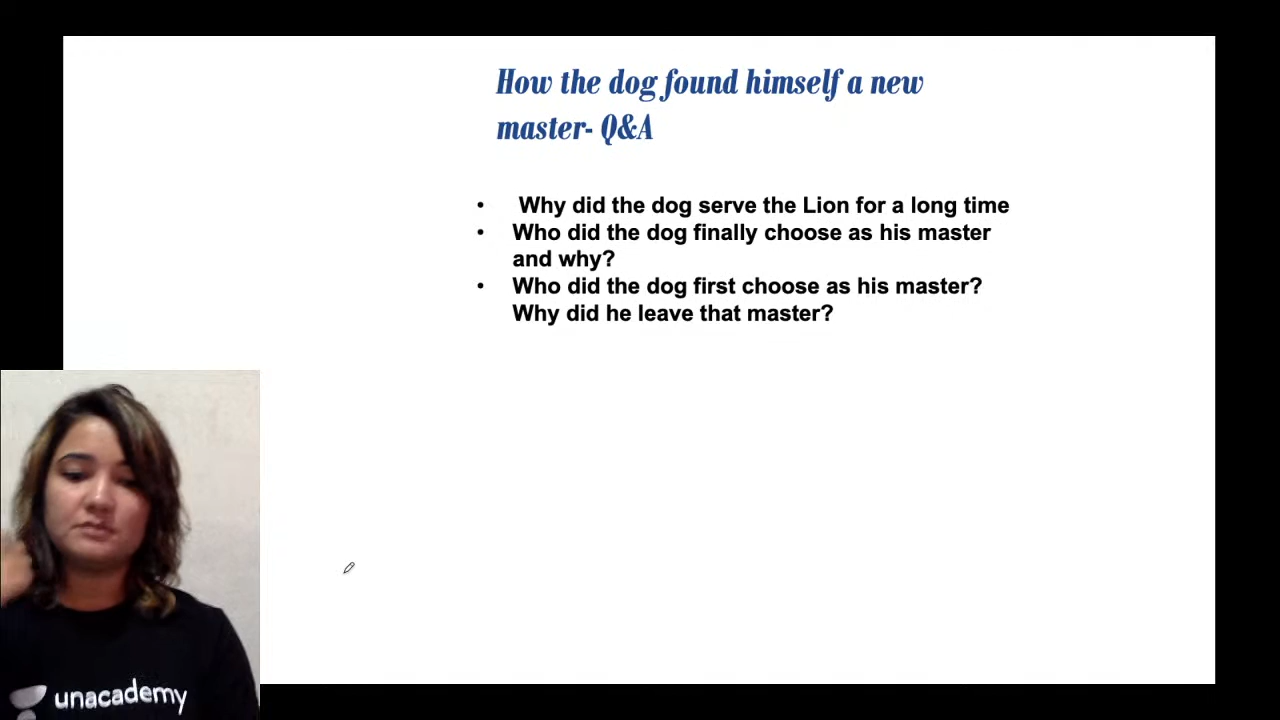 How the dog found himself a new
master- Q&A
• Why did the dog serve the Lion for a long time
• Who did the dog finally choose as his master
and why?
• Who did the dog first choose as his master?
Why did he leave that master?
unacademy